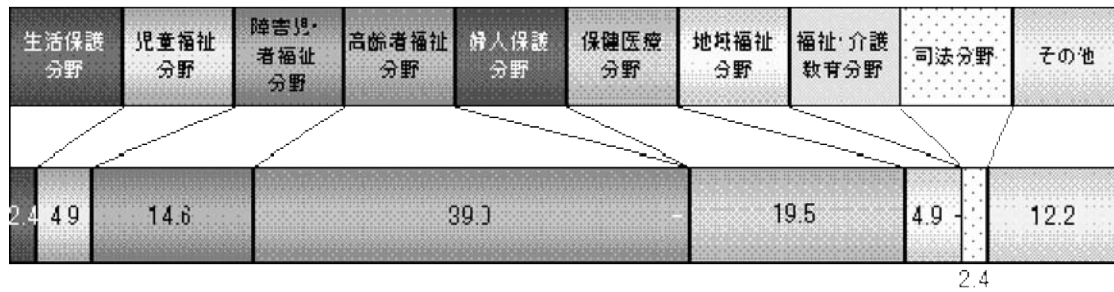 生活保護
分野
児童福祉
分野
障害児・
者福祉
分野
高齢者福祉
分野
婦人保護
分野
保健医療
分野
地域福祉
分野
福祉・介護
教育分野
司法分野
その他
2.4
4.9
14.6
39.0
-
19.5
4.9
-
12.2
2.4